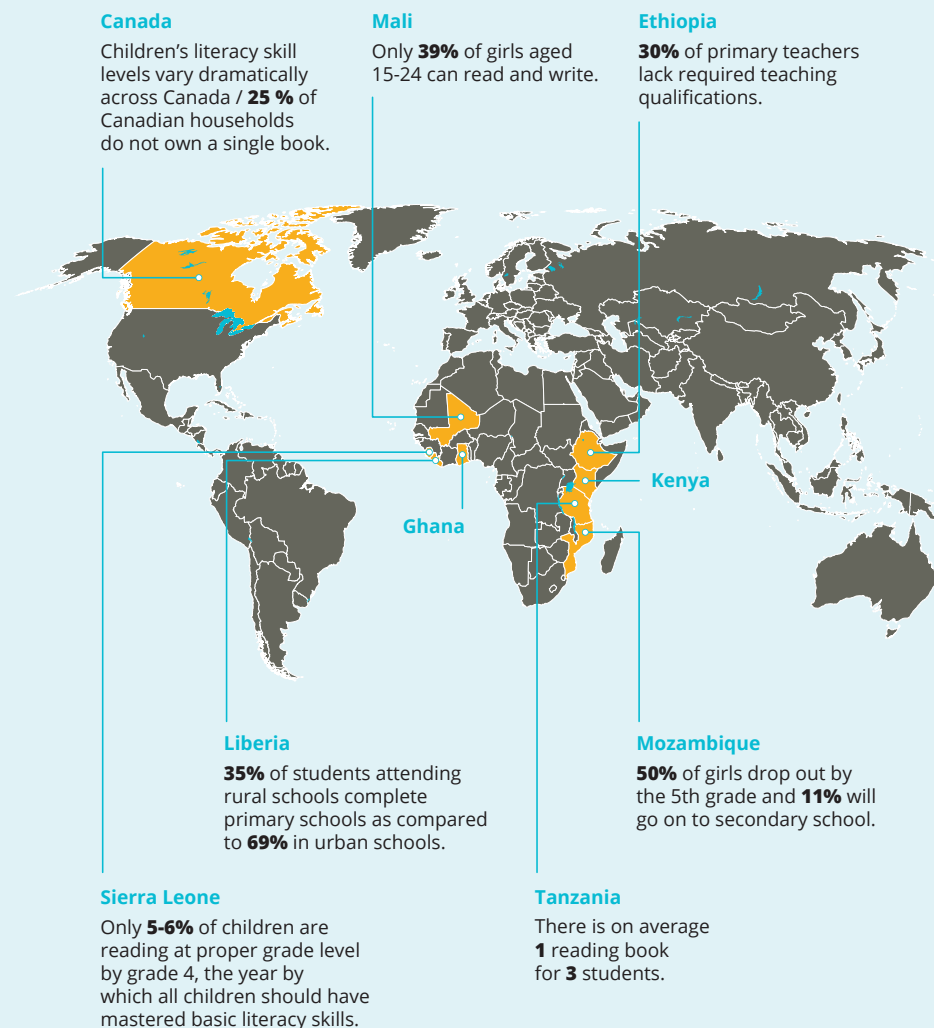 Canada
Children’s literacy skill
levels vary dramatically
across Canada / 25 % of
Canadian households
do not own a single book.
Mali
Only 39% of girls aged
15-24 can read and write.
Ethiopia
30% of primary teachers
lack required teaching
qualifications.
Kenya
Ghana
Liberia
35% of students attending
rural schools complete
primary schools as compared
to 69% in urban schools.
Mozambique
50% of girls drop out by
the 5th grade and 11% will
go on to secondary school.
Sierra Leone
Only 5-6% of children are
reading at proper grade level
by grade 4, the year by
which all children should have
mastered basic literacy skills.
Tanzania
There is on average
1 reading book
for 3 students.